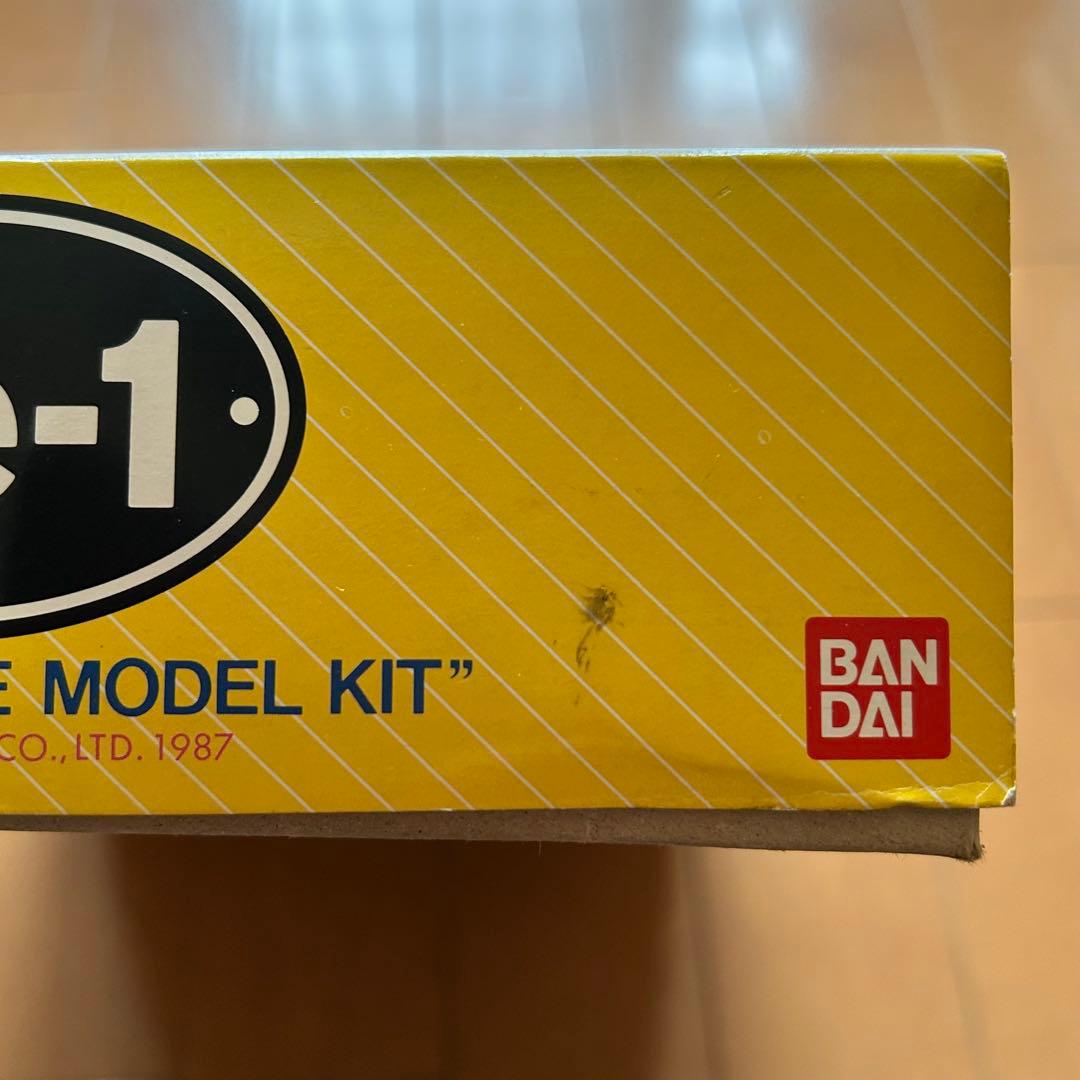 e-1
E MODEL KIT”
CO., LTD. 1987
BAN
DAI